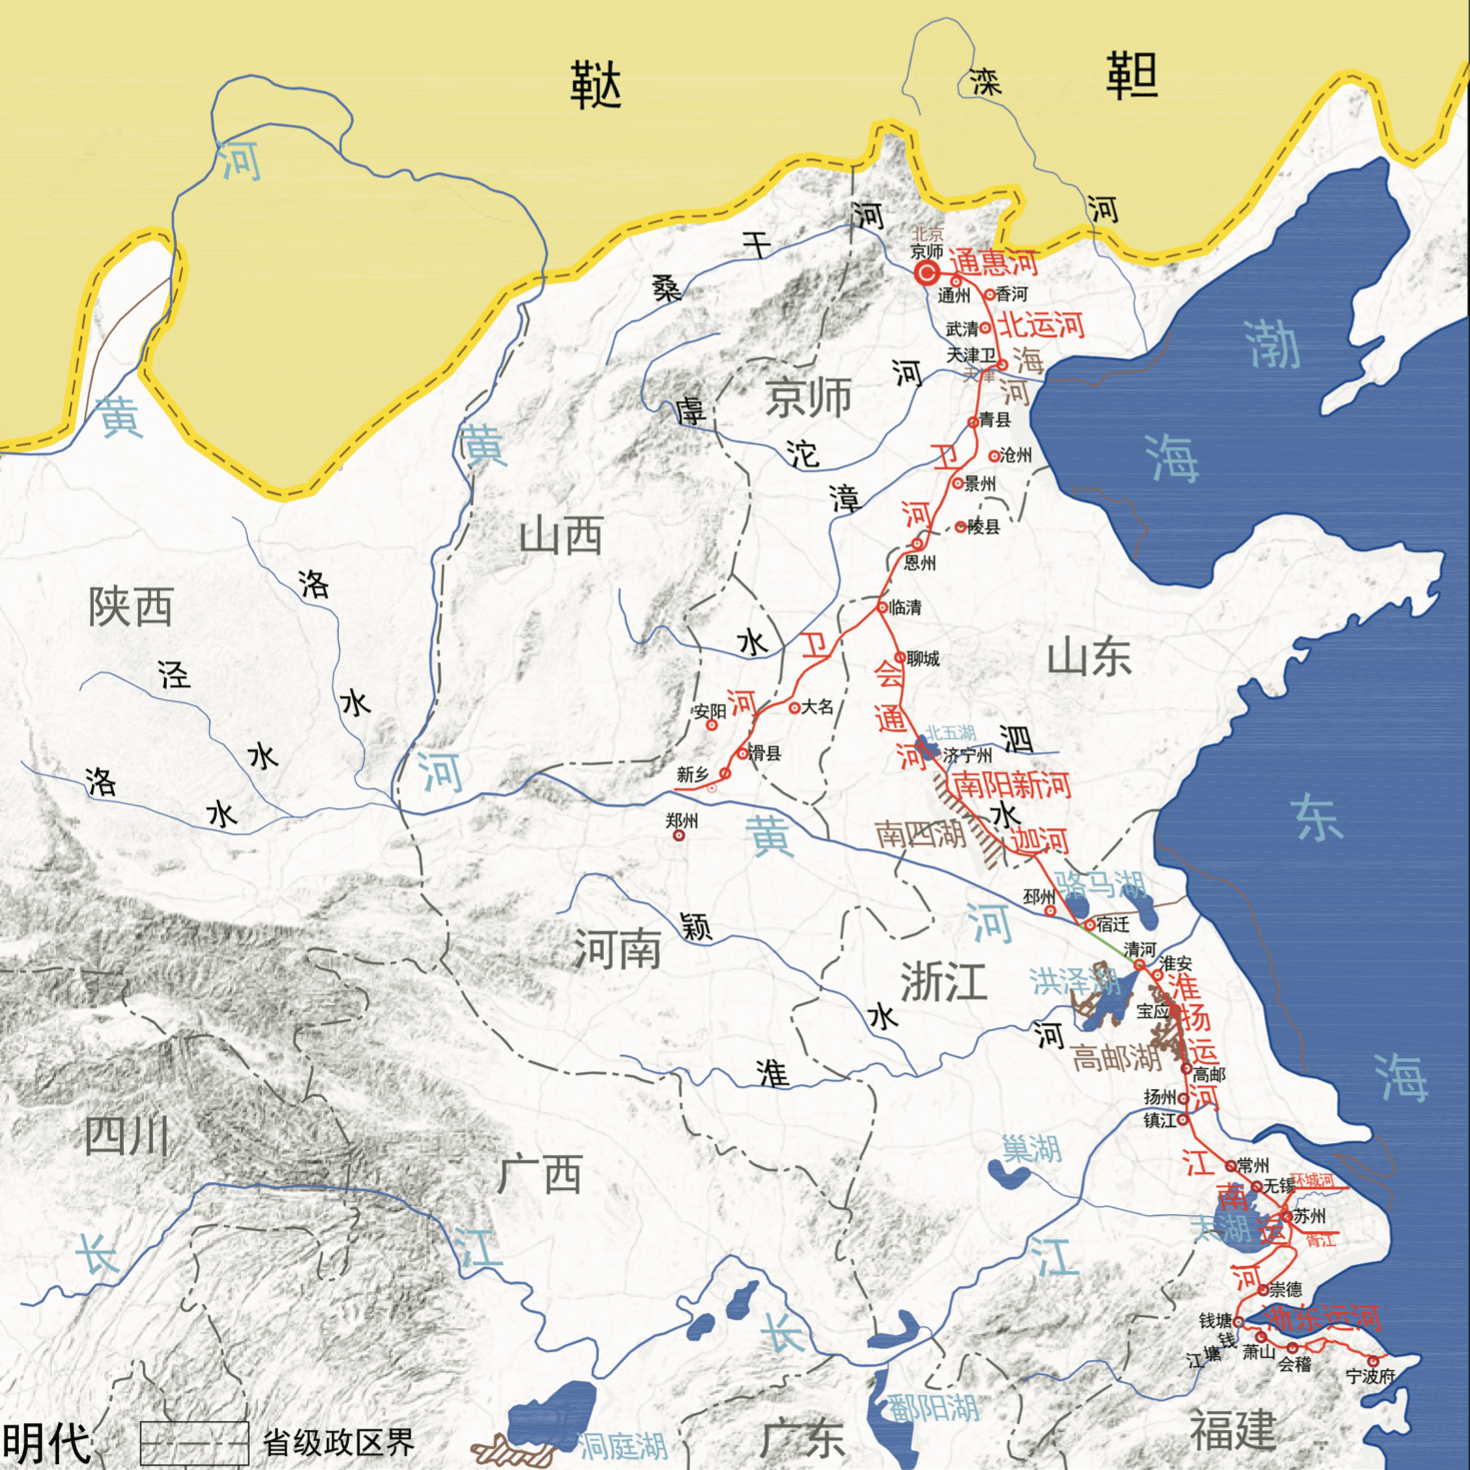 鞑
靼
滦
河
河
河
干
桑
北京
京师
通惠河
通州
香河
武清
北运河
天津卫
天津
海
河
渤
海
京师
河
虖
沱
漳
青县
卫
沧州
景州
河
陵县
恩州
黄
黄
山西
陕西
洛
水
泾
水
洛
水
河
临清
水
卫
聊城
会
通
河
山东
安阳
河
大名
滑县
新乡
郑州
北五湖
泗
济宁州
南阳新河
水
南四湖
泇河
黄
东
骆马湖
邳州
宿迁
河
颍
河南
浙江
清河
淮安
洪泽湖
淮
扬
宝应
运
水
河
高邮湖
高邮
淮
海
扬州
河
镇江
四川
广西
巢湖
江
常州
南
无锡
环城河
太湖
运
苏州
胥江
长
江
江
河
崇德
长
钱塘
浙东运河
钱
塘
江
萧山
会稽
宁波府
鄱阳湖
洞庭湖
广东
福建
明代
省级政区界